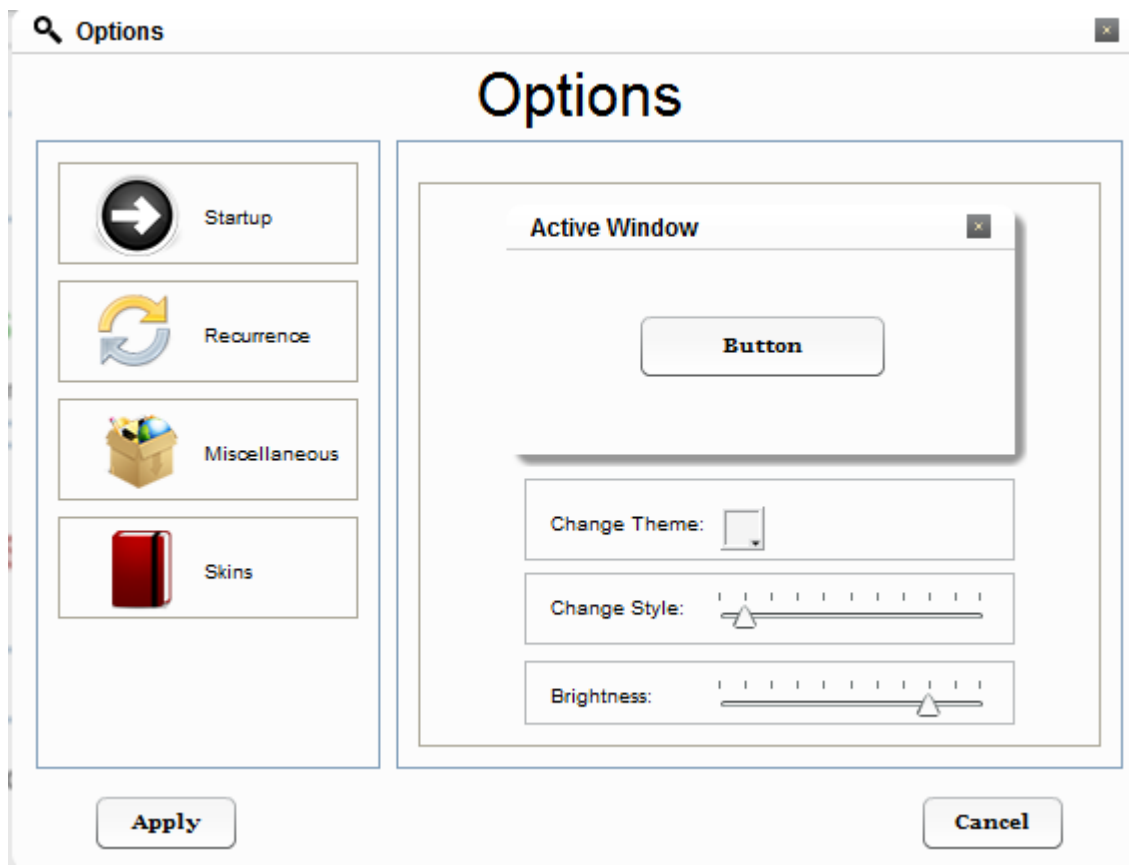 Options
Options
Startup
Recurrence
Miscellaneous
Skins
Active Window
Button
Change Theme:
Change Style:
Brightness:
Apply
Cancel